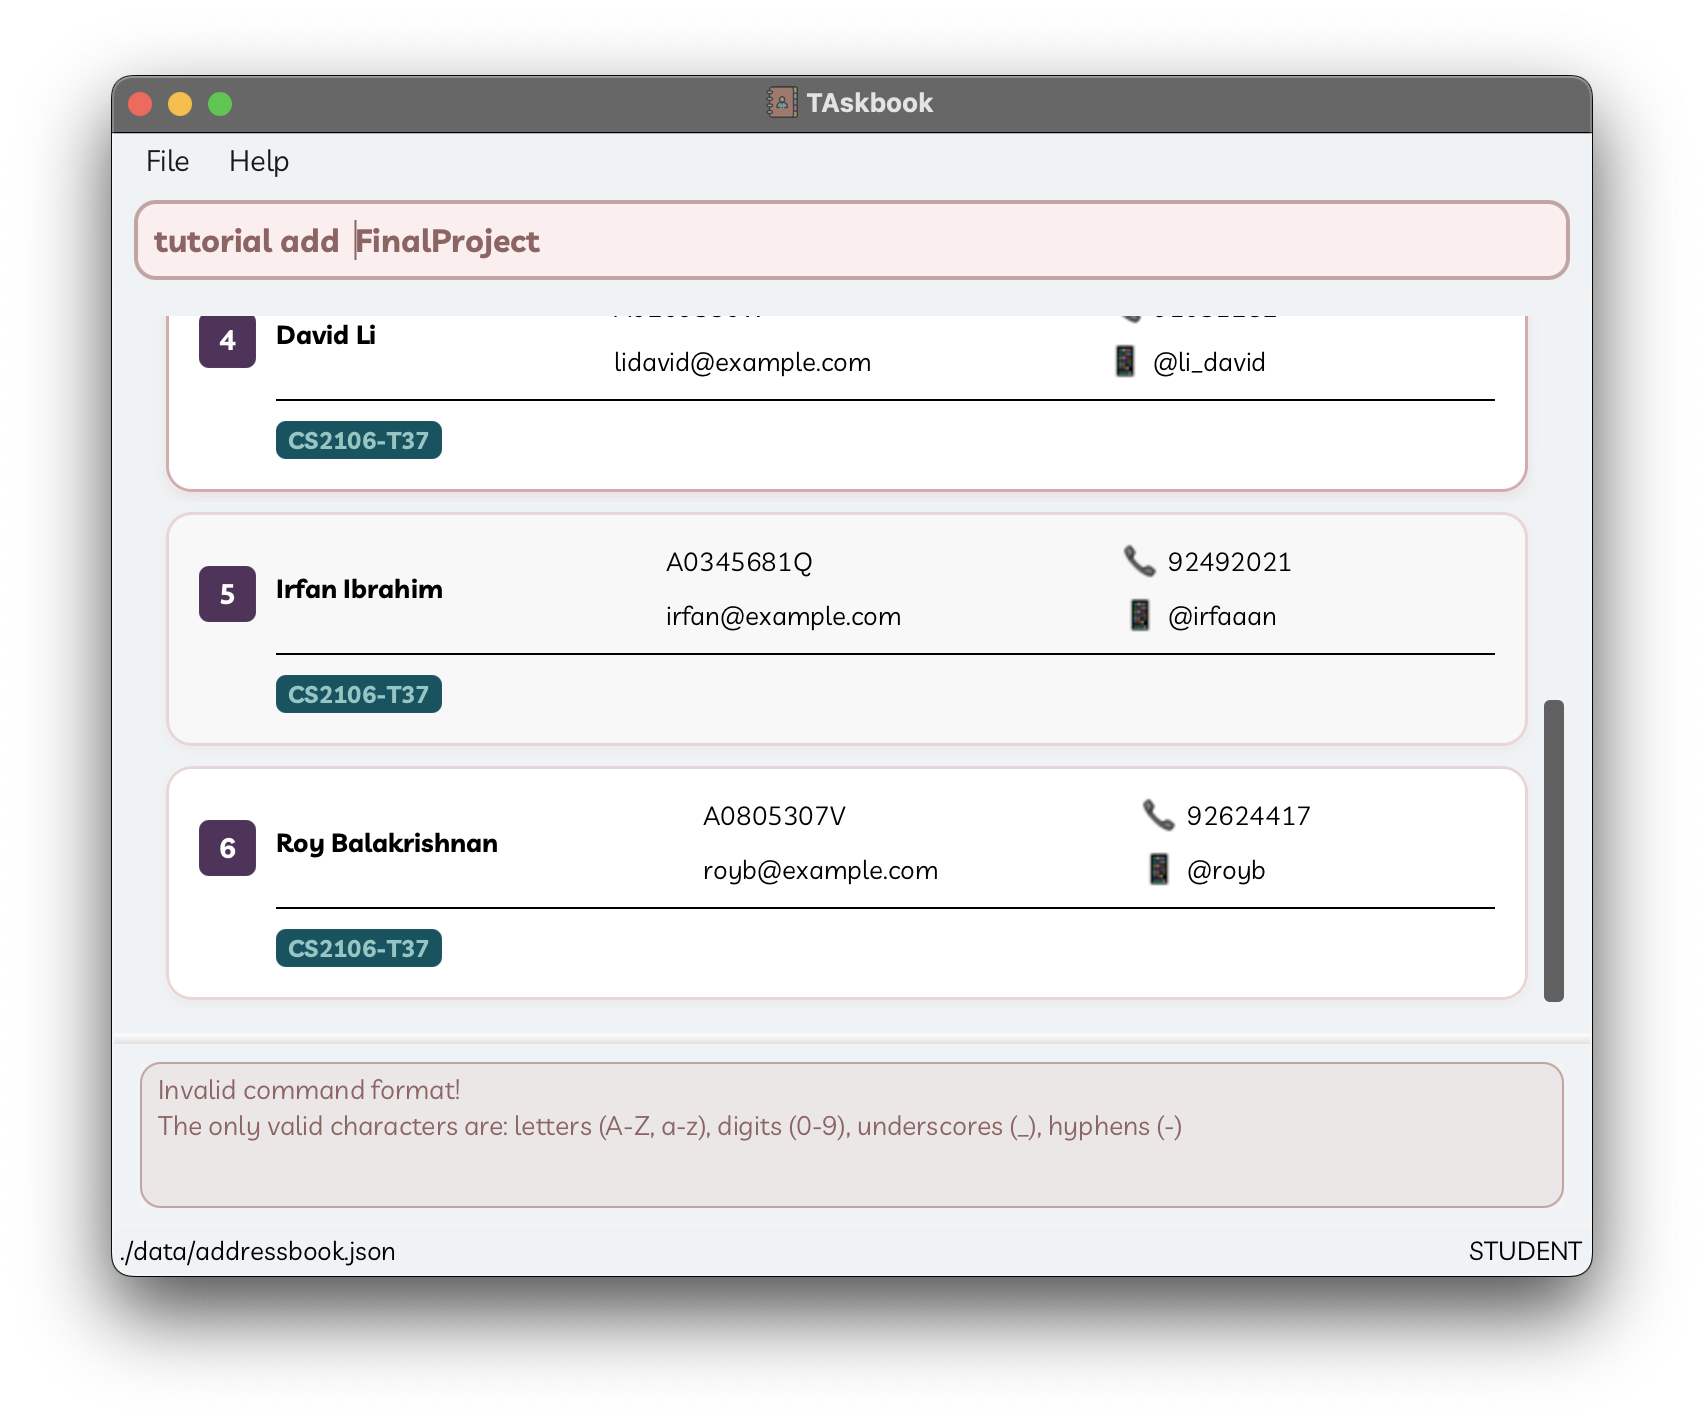 TAskbook
File Help
tutorial add FinalProject
4 David Li
lidavid@example.com @li_david
CS2106-T37
A0345681Q 92492021
5 Irfan Ibrahim
irfan@example.com @irfaaan
CS2106-T37
A0805307V 92624417
6 Roy Balakrishnan
royb@example.com @royb
CS2106-T37
Invalid command format!
The only valid characters are: letters (A-Z, a-z), digits (0-9), underscores (_), hyphens (-)
./data/addressbook.json STUDENT